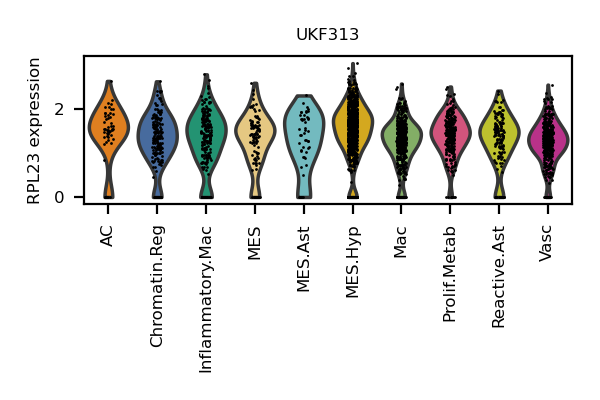 UKF313
RPL23 expression
2
0
AC
Chromatin.Reg
Inflammatory.Mac
MES
MES.Ast
MES.Hyp
Mac
Prolif.Metab
Reactive.Ast
Vasc